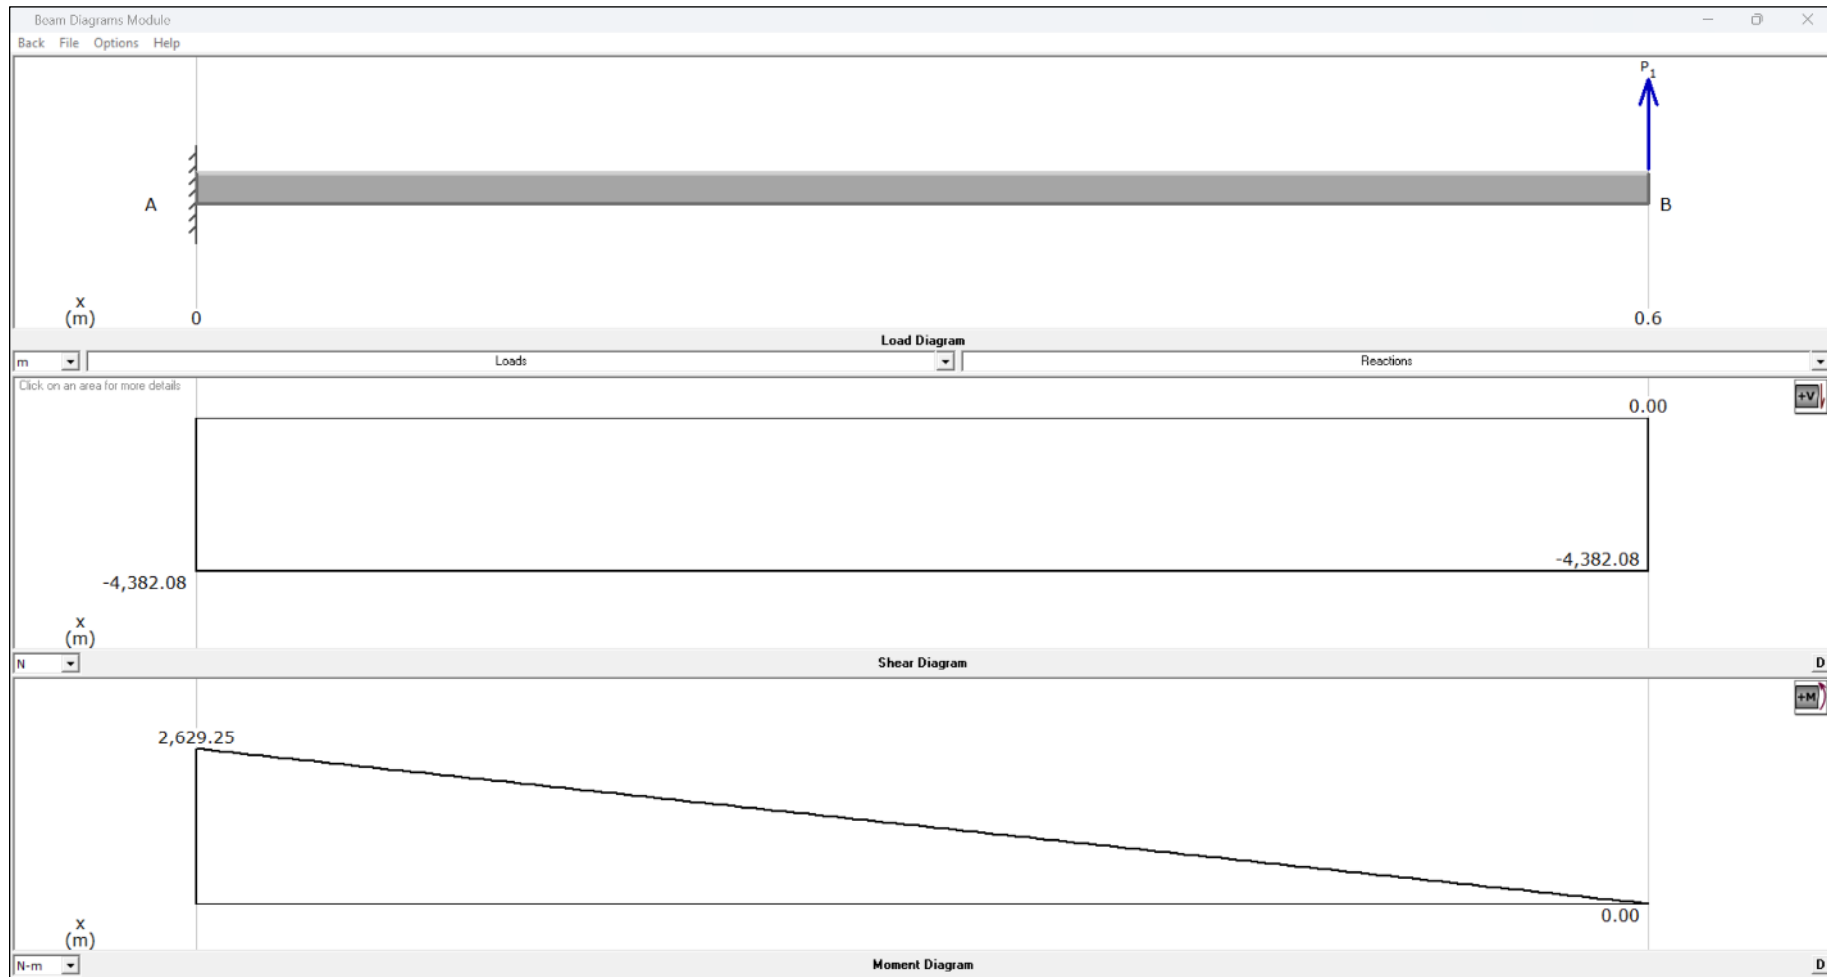 Beam Diagrams Module
Back File Options Help
P1
A
B
x
(m)
0
0.6
Load Diagram
m
Loads
Reactions
Click on an area for more details
+V
0.00
-4,382.08
-4,382.08
x
(m)
N
Shear Diagram
D
+M
2,629.25
0.00
x
(m)
N-m
Moment Diagram
D